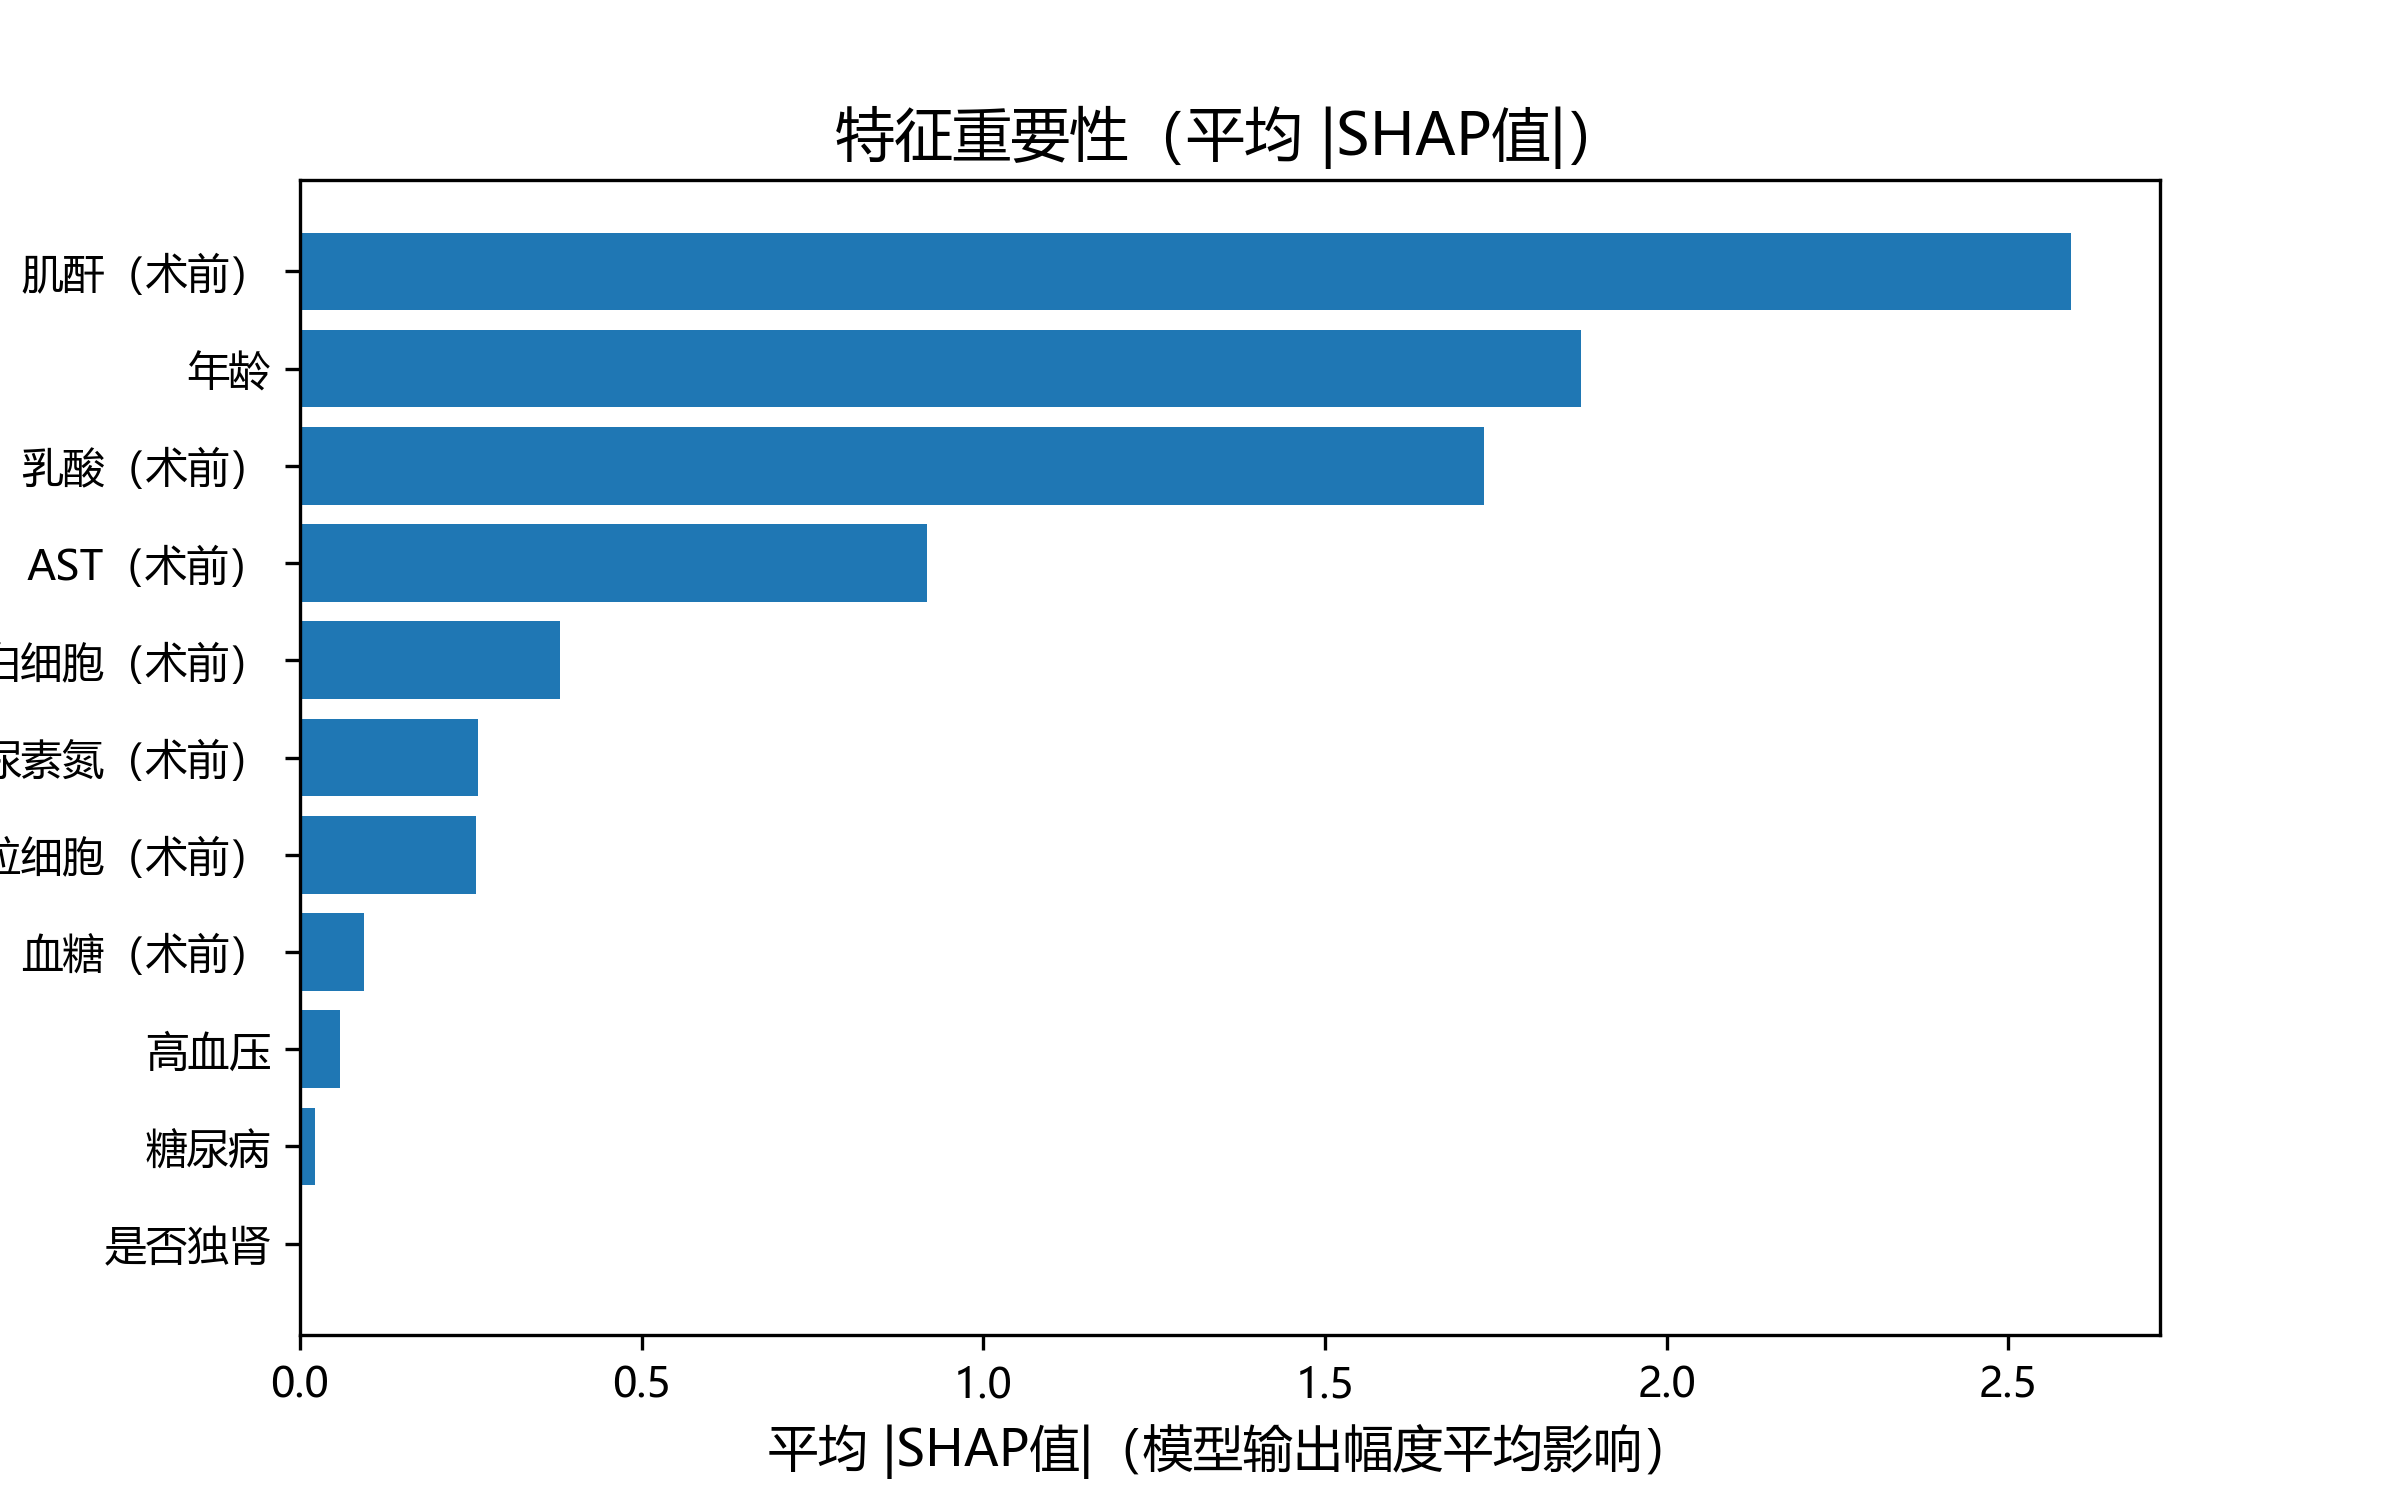 特征重要性（平均 |SHAP值|）
肌酐（术前）
年龄
乳酸（术前）
AST（术前）
白细胞（术前）
尿素氮（术前）
细胞（术前）
血糖（术前）
高血压
糖尿病
是否独肾
0.0 0.5 1.0 1.5 2.0 2.5
平均 |SHAP值|（模型输出幅度平均影响）